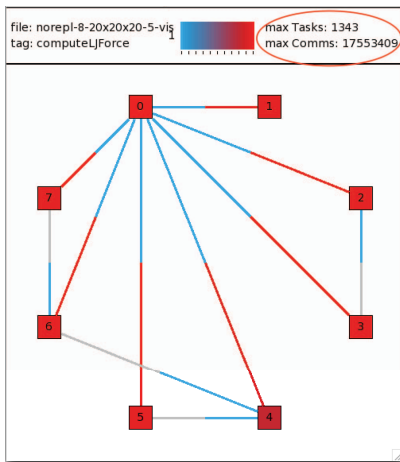 file: norepl-8-20x20x20-5-vis
tag: computeLJForce
1
max Tasks: 1343
max Comms: 17553409
0
1
7
2
6
3
5
4